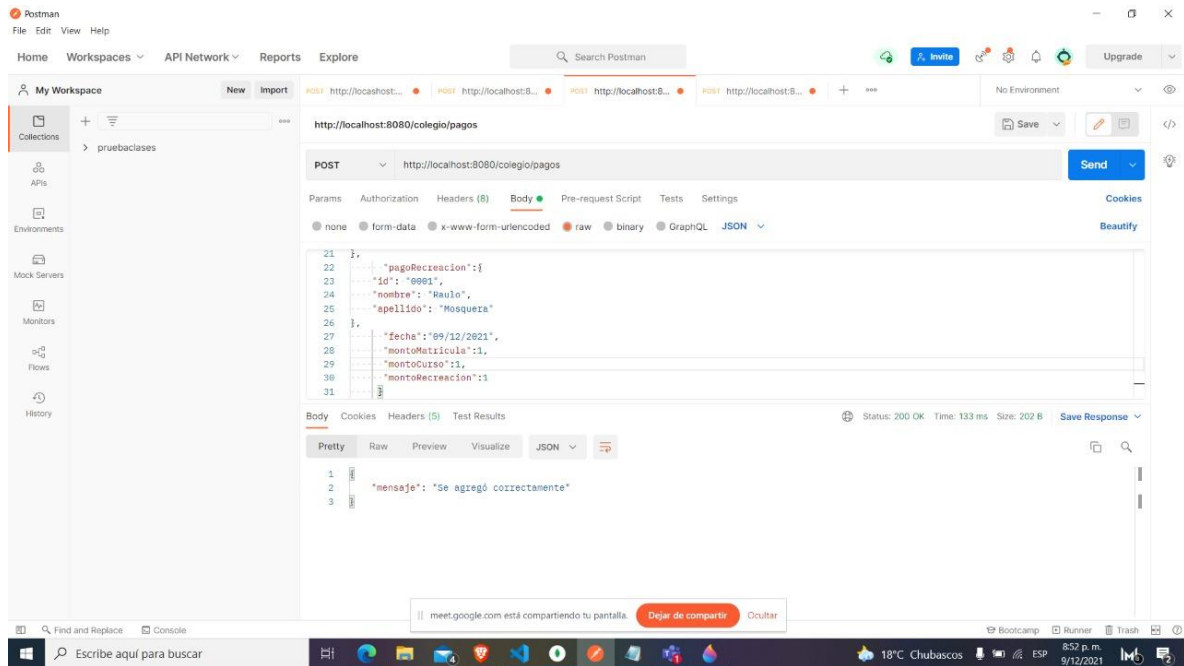 Postman
File Edit View Help
Home Workspaces API Network Reports Explore
Search Postman
Invite
Upgrade
My Workspace
New Import
POST http://locashost:...
POST http://localhost:8...
POST http://localhost:8...
POST http://localhost:8...
No Environment
Collections
APIs
Environments
Mock Servers
Monitors
Flows
History
pruebaclases
http://localhost:8080/colegio/pagos
Save
POST
http://localhost:8080/colegio/pagos
Send
Params Authorization Headers (8) Body Pre-request Script Tests Settings
Cookies
none form-data x-www-form-urlencoded raw binary GraphQL JSON
Beautify
21 },
22 "pagoRecreacion":{
23 "id": "0001",
24 "nombre": "Raulo",
25 "apellido": "Mosquera"
26 },
27 "fecha":"09/12/2021",
28 "montoMatricula":1,
29 "montoCurso":1,
30 "montoRecreacion":1
31 }
Body Cookies Headers (5) Test Results
Status: 200 OK Time: 133 ms Size: 202 B Save Response
Pretty Raw Preview Visualize JSON
1 {
2 "mensaje": "Se agregó correctamente"
3 }
meet.google.com está compartiendo tu pantalla. Dejar de compartir Ocultar
Find and Replace Console
Bootcamp Runner Trash
Escribe aquí para buscar
18°C Chubascos
ESP
8:52 p. m.
9/12/2021